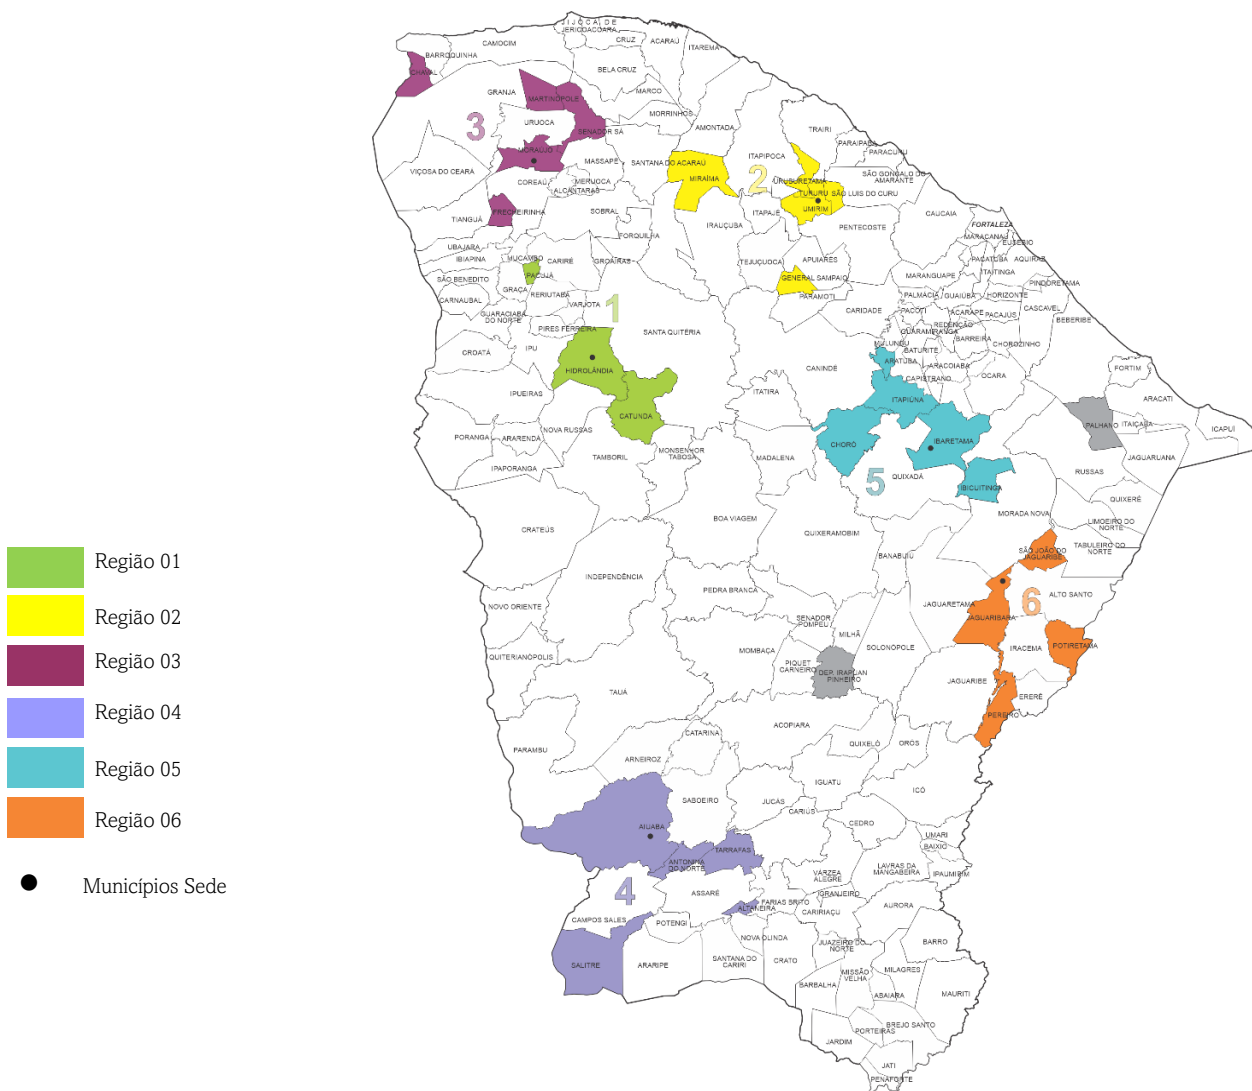 JIJOCA DE
JERICOACOARA
CRUZ
ACARAÚ
ITAREMA
CAMOCIM
BARROQUINHA
CHAVAL
BELA CRUZ
MARCO
GRANJA
MARTINÓPOLE
MORRINHOS
URUOCA
SENADOR SÁ
AMONTADA
3
MORAÚJO
MASSAPÊ
SANTANA DO ACARAÚ
MIRAÍMA
ITAPIPOCA
TRAIRI
PARAIPABA
PARACURU
SÃO GONÇALO DO
AMARANTE
VIÇOSA DO CEARÁ
COREAÚ
MERUOCA
ALCÂNTARAS
2
URUBURETAMA
TURURU
SÃO LUIS DO CURU
UMIRIM
FRECHEIRINHA
TIANGUÁ
SOBRAL
FORQUILHA
IRAUÇUBA
ITAPAJÉ
PENTECOSTE
CAUCAIA
FORTALEZA
MARACANAÚ
EUSÉBIO
UBAJARA
IBIAPINA
MUCAMBO
CARIRÉ
GROAÍRAS
TEJUÇUOCA
APUIARÉS
PACATUBA
AQUIRAZ
ITAITINGA
SÃO BENEDITO
PACUJÁ
GRAÇA
RERIUTABA
GENERAL SAMPAIO
MARANGUAPE
PINDORETAMA
CARNAUBAL
GUARACIABA
DO NORTE
VARJOTA
1
PARAMOTI
CARIDADE
PALMÁCIA
GUAIÚBA
HORIZONTE
CASCAVEL
PACOTI
ACARAPE
PACAJUS
BEBERIBE
PIRES FERREIRA
SANTA QUITÉRIA
REDENÇÃO
GUARAMIRANGA
BARREIRA
CHOROZINHO
CROATÁ
IPU
MULUNGU
BATURITÉ
ARATUBA
ARACOIABA
HIDROLÂNDIA
CANINDÉ
CAPISTRANO
OCARA
FORTIM
IPUEIRAS
ITATIRA
ITAPIÚNA
ARACATI
CATUNDA
PALHANO
ITAIÇABA
ICAPUÍ
PORANGA
ARARENDÁ
NOVA RUSSAS
CHORÓ
IBARETAMA
JAGUARUANA
IPAPORANGA
TAMBORIL
MONSENHOR
TABOSA
MADALENA
5
QUIXADÁ
IBICUITINGA
RUSSAS
QUIXERÉ
CRATEÚS
BOA VIAGEM
QUIXERAMOBIM
MORADA NOVA
LIMOEIRO DO
NORTE
Região 01
BANABUIÚ
SÃO JOÃO DO
JAGUARIBE
TABULEIRO DO
NORTE
INDEPENDÊNCIA
PEDRA BRANCA
JAGUARETAMA
6
ALTO SANTO
Região 02
NOVO ORIENTE
SENADOR
POMPEU
MILHÃ
JAGUARIBARA
SOLONÓPOLE
IRACEMA
POTIRETAMA
QUITERIANÓPOLIS
MOMBAÇA
PIQUET
CARNEIRO
DEP. IRAPUAN
PINHEIRO
JAGUARIBE
Região 03
TAUÁ
ERERÊ
PEREIRO
Região 04
ACOPIARA
CATARINA
PARAMBU
ARNEIROZ
QUIXELÔ
ORÓS
Região 05
IGUATU
ICÓ
SABOEIRO
JUCÁS
CARIÚS
Região 06
AIUABA
CEDRO
UMARI
BAIXIO
TARRAFAS
ANTONINA
DO NORTE
VÁRZEA
ALEGRE
LAVRAS DA
MANGABEIRA
IPAUMIRIM
Municípios Sede
4
ASSARÉ
ALTANEIRA
FARIAS BRITO
GRANJEIRO
CARIRIAÇU
AURORA
CAMPOS SALES
POTENGI
NOVA OLINDA
JUAZEIRO DO
NORTE
BARRO
SALITRE
ARARIPE
SANTANA DO
CARIRI
CRATO
MISSÃO
VELHA
MILAGRES
BARBALHA
ABAIARA
MAURITI
PORTEIRAS
BREJO SANTO
JARDIM
JATI
PENAFORTE